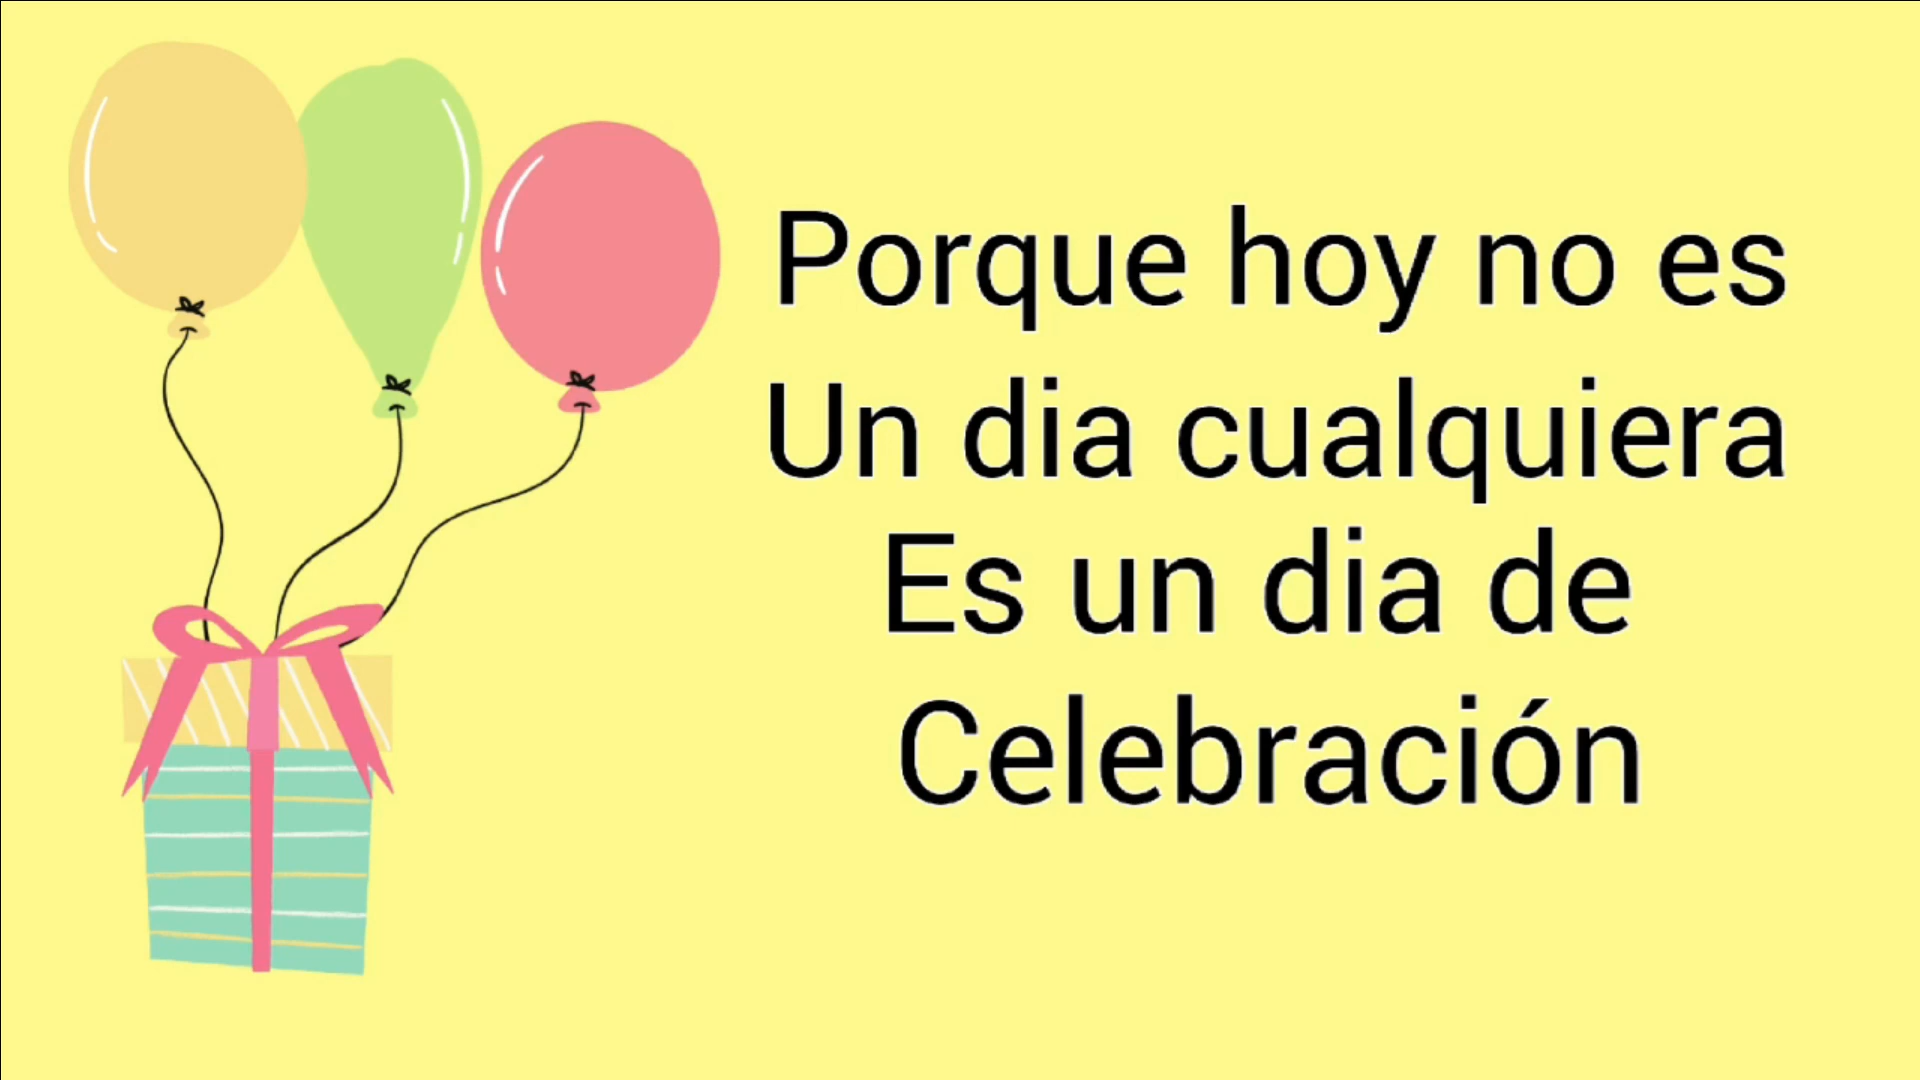 Porque hoy no es
Un dia cualquiera
Es un dia de
Celebración